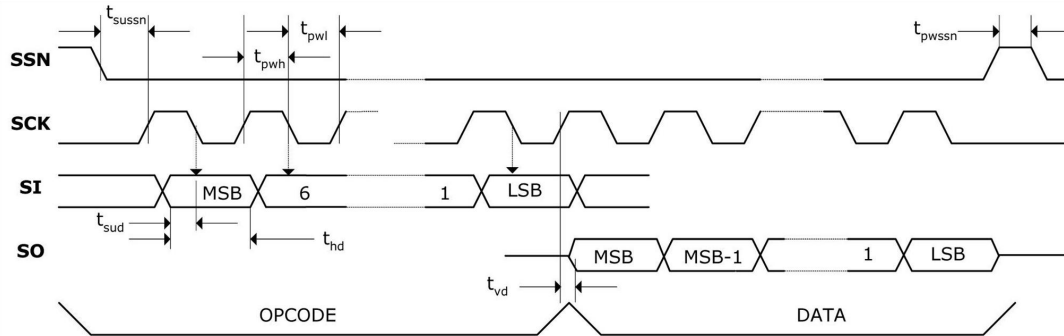 t_sussn t_pwl t_pwssn
t_pwh
SSN
SCK
SI MSB 6 1 LSB
t_sud t_hd
SO MSB MSB-1 1 LSB
t_vd
OPCODE DATA